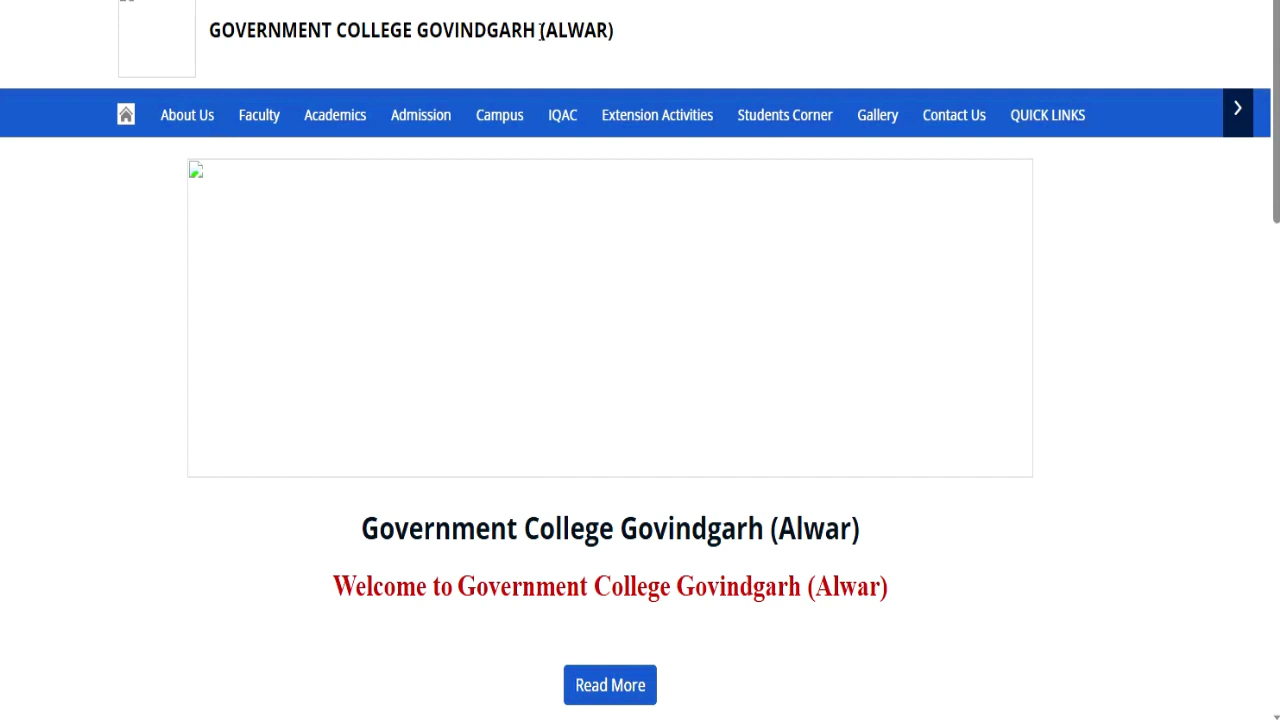 GOVERNMENT COLLEGE GOVINDGARH (ALWAR)
About Us Faculty Academics Admission Campus IQAC Extension Activities Students Corner Gallery Contact Us QUICK LINKS
Government College Govindgarh (Alwar)
Welcome to Government College Govindgarh (Alwar)
Read More